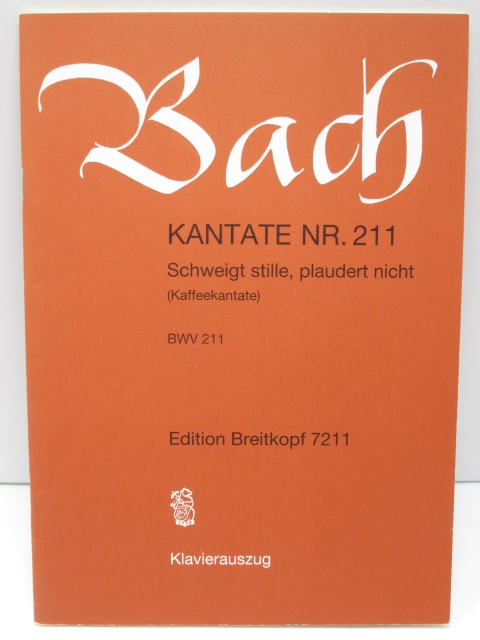 Bach
KANTATE NR. 211
Schweigt stille, plaudert nicht
(Kaffeekantate)
BWV 211
Edition Breitkopf 7211
Klavierauszug